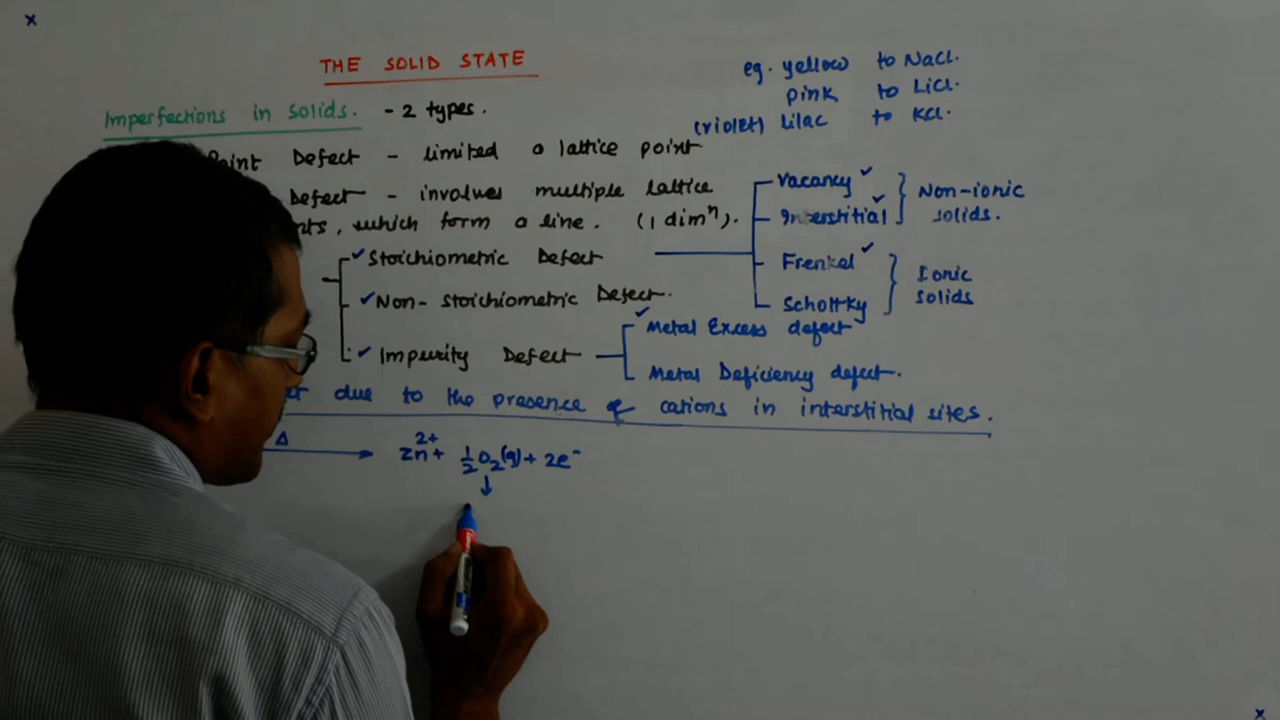 THE SOLID STATE
eg. yellow to NaCl.
pink to LiCl.
(violet) Lilac to KCl.
Imperfections in solids. - 2 types.
Point Defect - limited a lattice point
Defect - involves multiple lattice
nts, which form a line. (1 dimⁿ).
Stoichiometric Defect
Non-Stoichiometric Defect.
Impurity Defect
Vacancy
Interstitial
Non-ionic
solids.
Frenkel
Schottky
Ionic
solids
Metal Excess defect
Metal Deficiency defect.
due to the presence of cations in interstitial sites.
Δ → Zn²⁺ + ½O₂(g) + 2e⁻
↓